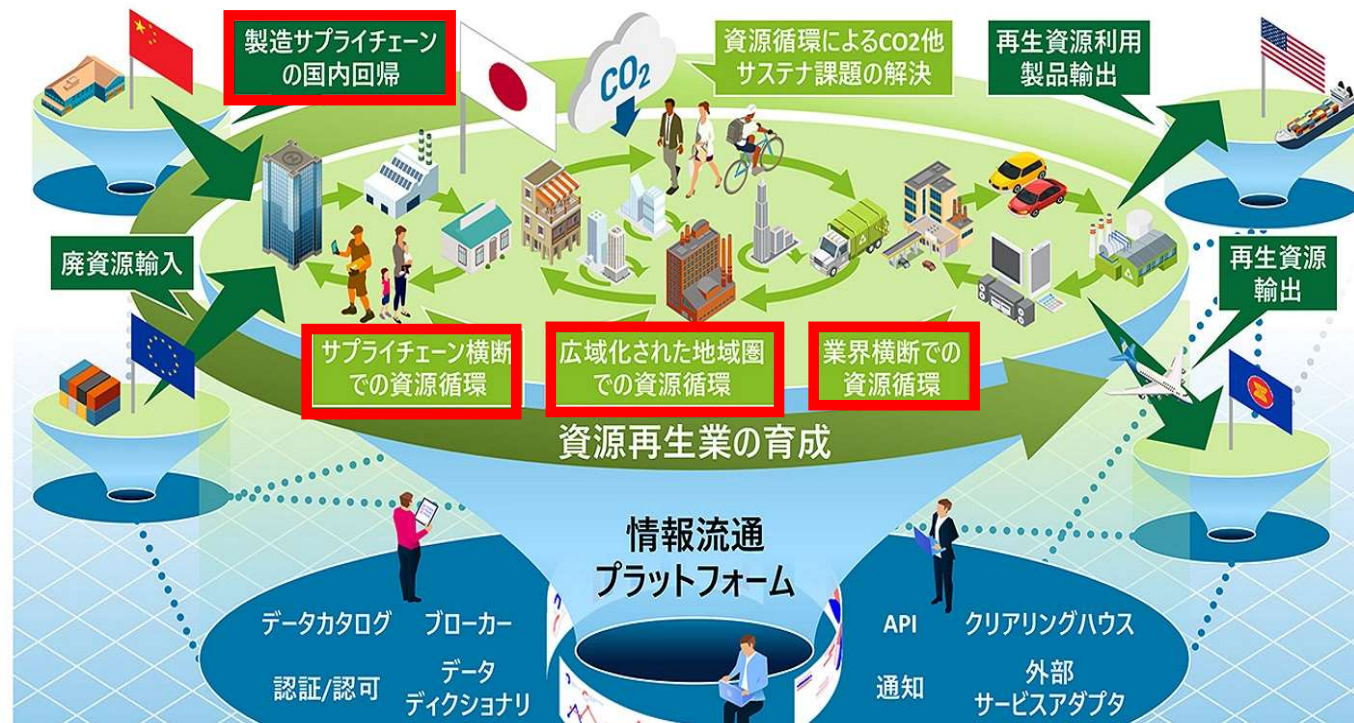 製造サプライチェーン
の国内回帰
CO2
資源循環によるCO2他
サステナ課題の解決
再生資源利用
製品輸出
廃資源輸入
再生資源
輸出
サプライチェーン横断
での資源循環
広域化された地域圏
での資源循環
業界横断での
資源循環
資源再生業の育成
情報流通
プラットフォーム
データカタログ
ブローカー
認証/認可
データ
ディクショナリ
API
クリアリングハウス
通知
外部
サービスアダプタ